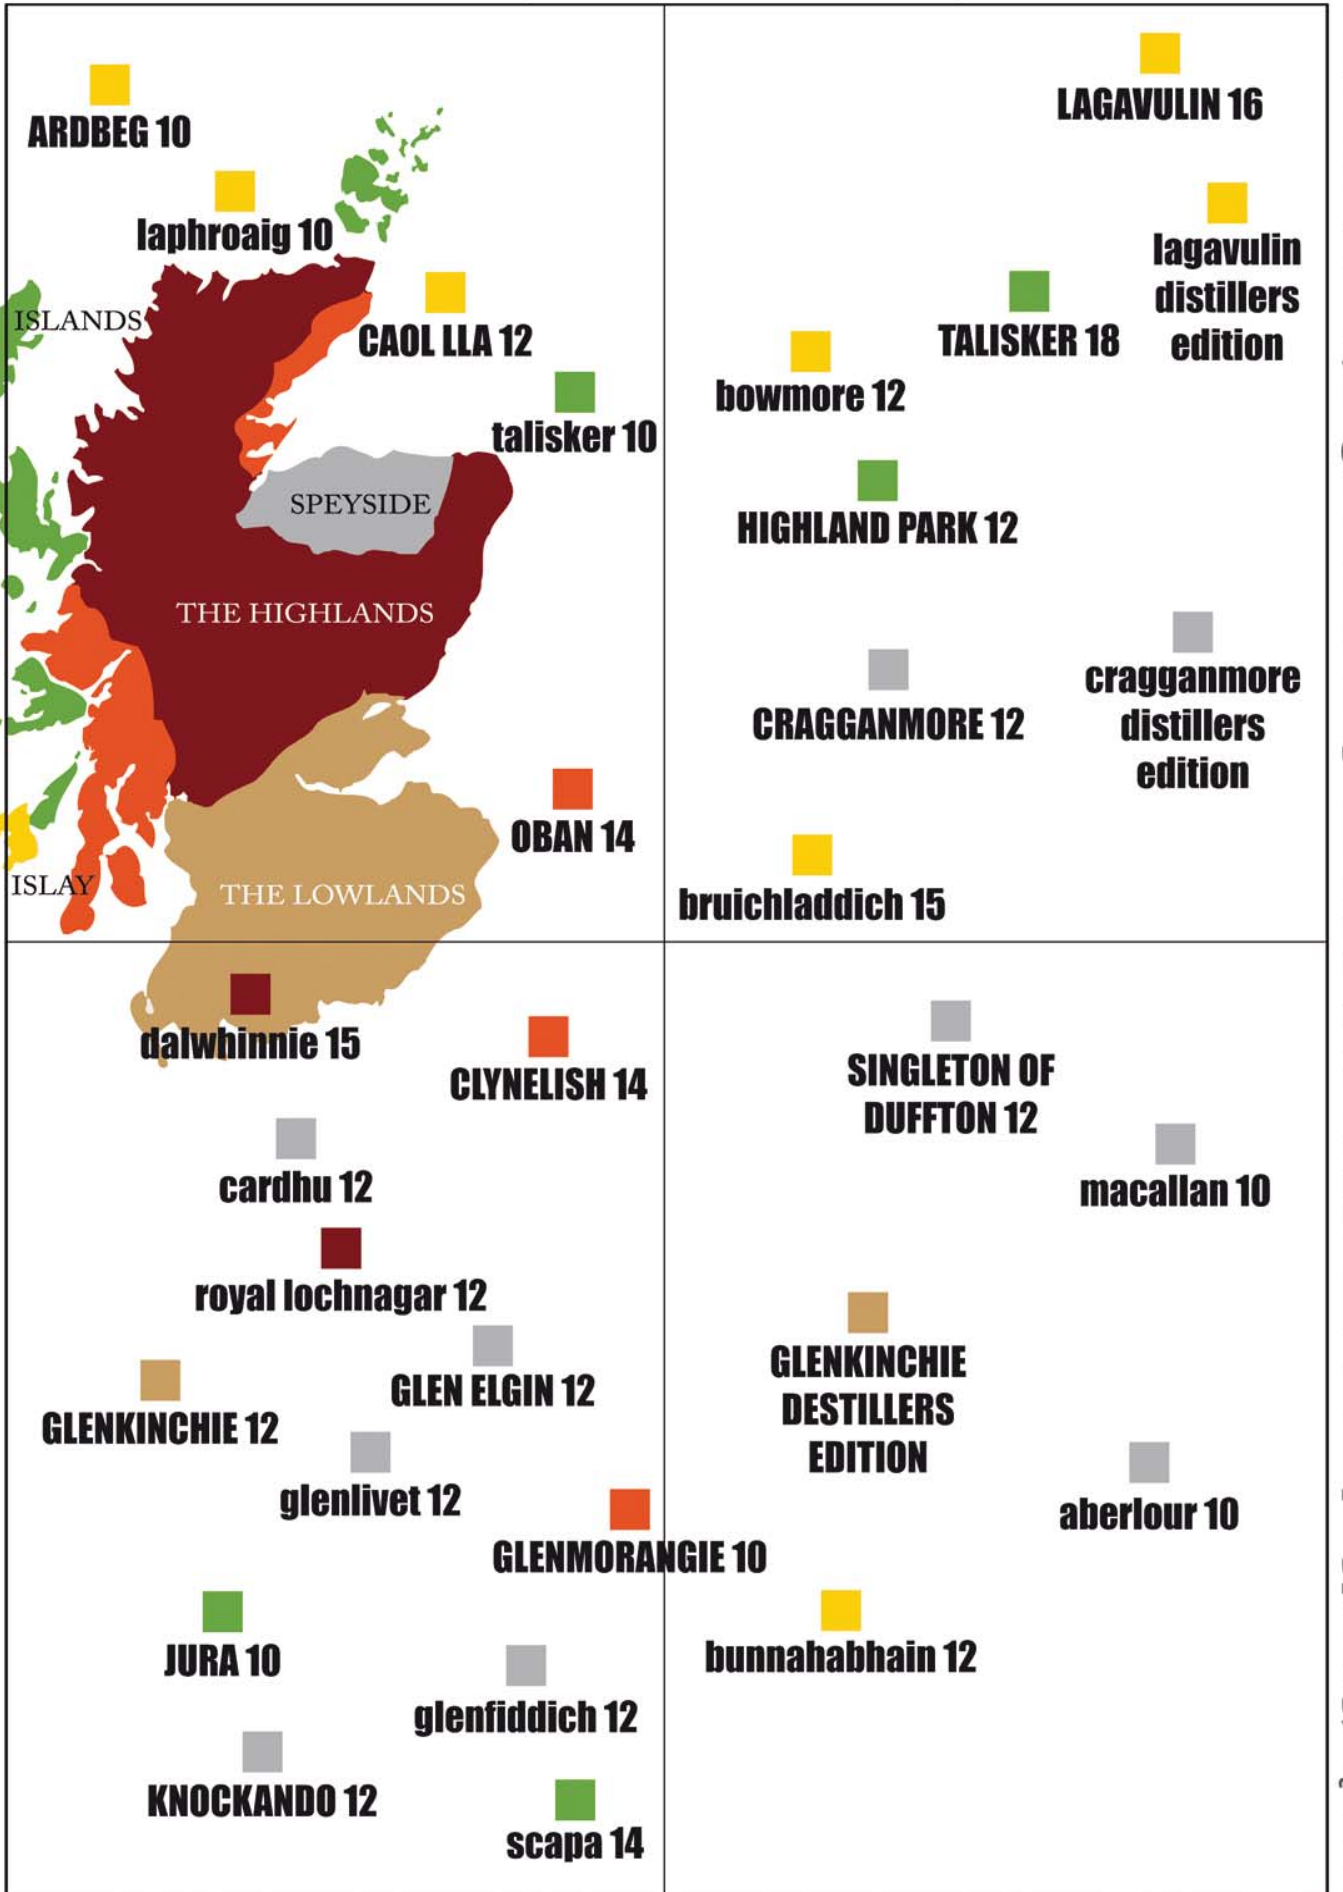 LAGAVULIN 16
ARDBEG 10
laphroaig 10
lagavulin
distillers
edition
ISLANDS
CAOL LLA 12
TALISKER 18
bowmore 12
talisker 10
SPEYSIDE
HIGHLAND PARK 12
THE HIGHLANDS
cragganmore
distillers
edition
CRAGGANMORE 12
OBAN 14
ISLAY
THE LOWLANDS
bruichladdich 15
dalwhinnie 15
CLYNELISH 14
SINGLETON OF
DUFFTON 12
cardhu 12
macallan 10
royal lochnagar 12
GLEN ELGIN 12
GLENKINCHIE
DESTILLERS
EDITION
GLENKINCHIE 12
glenlivet 12
aberlour 10
GLENMORANGIE 10
JURA 10
bunnahabhain 12
glenfiddich 12
KNOCKANDO 12
scapa 14